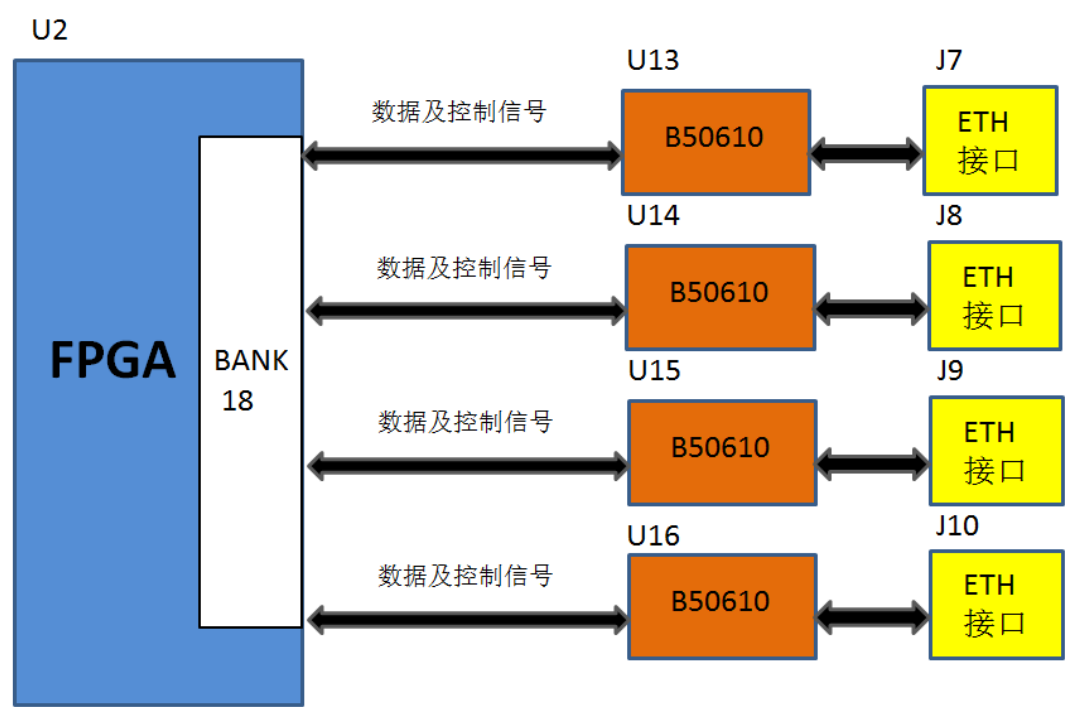 U2
FPGA
BANK
18
数据及控制信号
U13
B50610
J7
ETH
接口
数据及控制信号
U14
B50610
J8
ETH
接口
数据及控制信号
U15
B50610
J9
ETH
接口
数据及控制信号
U16
B50610
J10
ETH
接口